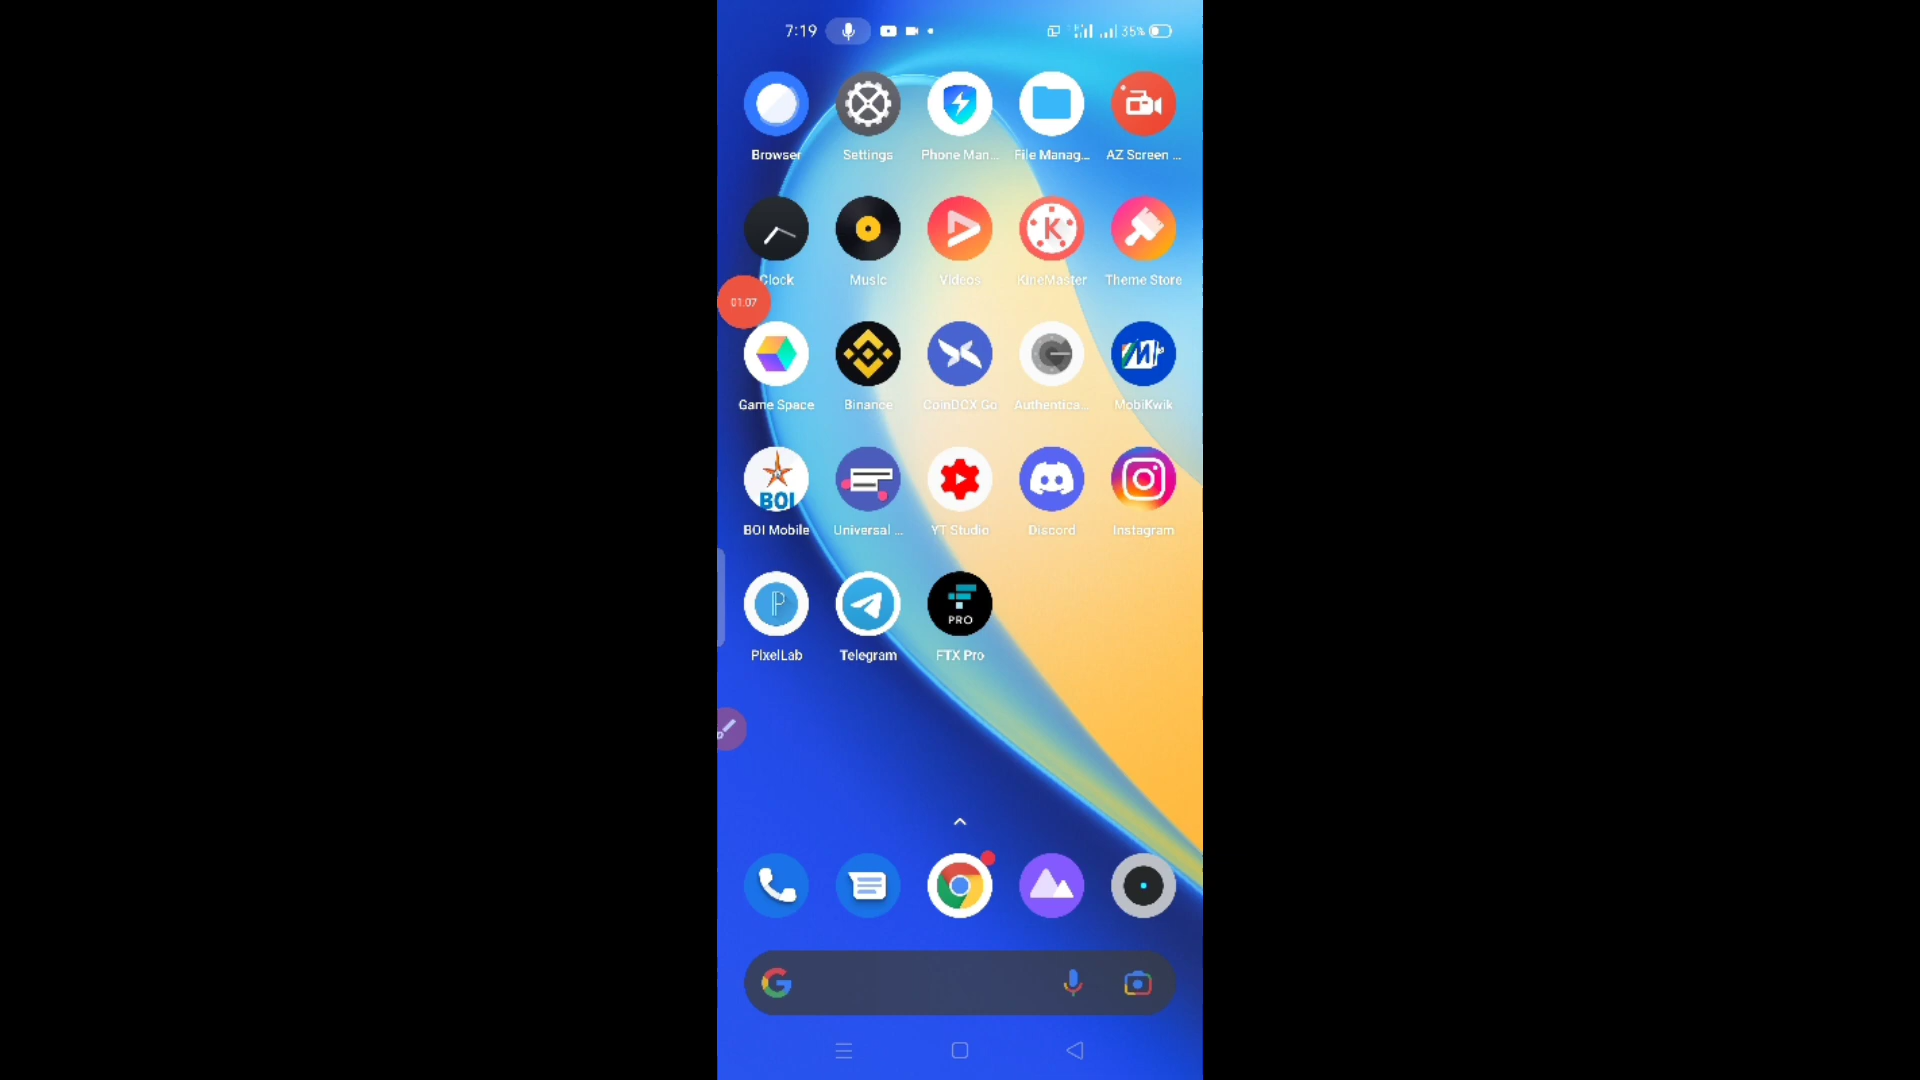 7:19 35%
Browser Settings Phone Man... File Manag... AZ Screen ...
Clock Music Videos KineMaster Theme Store
01:07
Game Space Binance CoinDCX Go Authentica... MobiKwik
BOI
BOI Mobile Universal ... YT Studio Discord Instagram
PRO
PixelLab Telegram FTX Pro